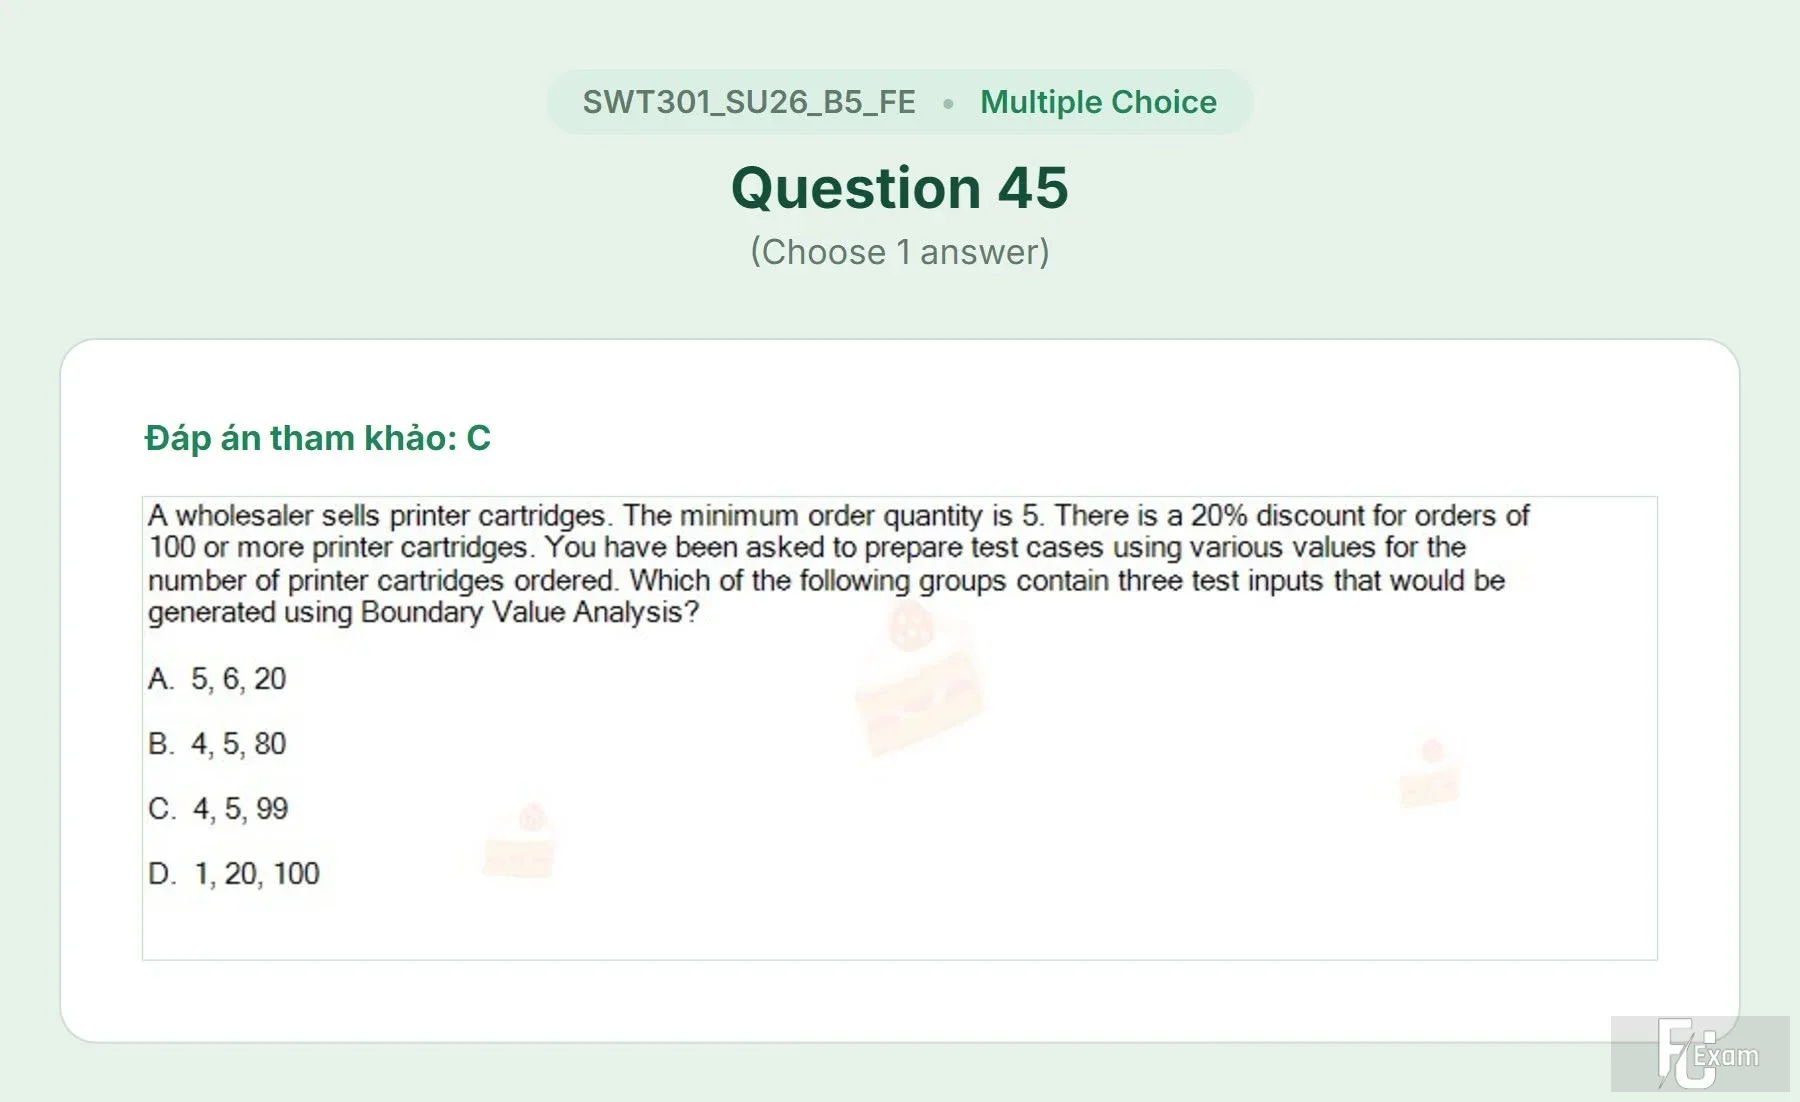 SWT301_SU26_B5_FE • Multiple Choice
Question 45
(Choose 1 answer)
Đáp án tham khảo: C
A wholesaler sells printer cartridges. The minimum order quantity is 5. There is a 20% discount for orders of
100 or more printer cartridges. You have been asked to prepare test cases using various values for the
number of printer cartridges ordered. Which of the following groups contain three test inputs that would be
generated using Boundary Value Analysis?
A. 5, 6, 20
B. 4, 5, 80
C. 4, 5, 99
D. 1, 20, 100
FU Exam